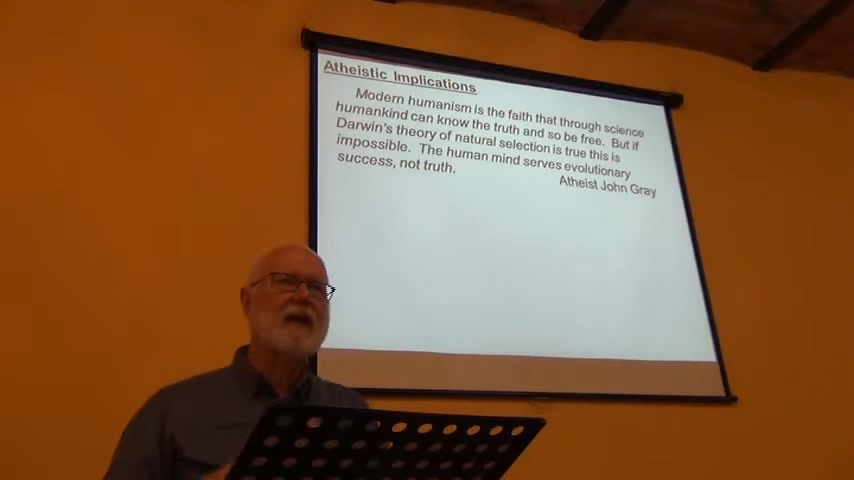 Atheistic Implications
Modern humanism is the faith that through science
humankind can know the truth and so be free. But if
Darwin's theory of natural selection is true this is
impossible. The human mind serves evolutionary
success, not truth.
Atheist John Gray